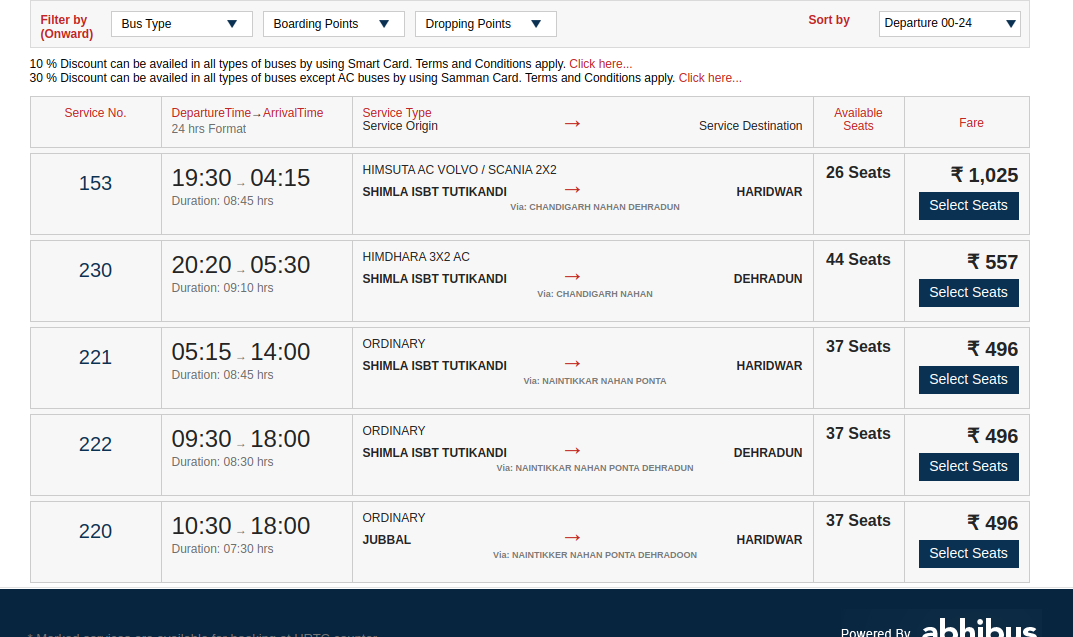 Filter by (Onward) Bus Type Boarding Points Dropping Points Sort by Departure 00-24
10 % Discount can be availed in all types of buses by using Smart Card. Terms and Conditions apply. Click here...
30 % Discount can be availed in all types of buses except AC buses by using Samman Card. Terms and Conditions apply. Click here...
Service No. DepartureTime→ArrivalTime Service Type Available Seats Fare
24 hrs Format Service Origin → Service Destination
153 19:30 → 04:15 HIMSUTA AC VOLVO / SCANIA 2X2 26 Seats ₹ 1,025
Duration: 08:45 hrs SHIMLA ISBT TUTIKANDI → HARIDWAR Select Seats
Via: CHANDIGARH NAHAN DEHRADUN
230 20:20 → 05:30 HIMDHARA 3X2 AC 44 Seats ₹ 557
Duration: 09:10 hrs SHIMLA ISBT TUTIKANDI → DEHRADUN Select Seats
Via: CHANDIGARH NAHAN
221 05:15 → 14:00 ORDINARY 37 Seats ₹ 496
Duration: 08:45 hrs SHIMLA ISBT TUTIKANDI → HARIDWAR Select Seats
Via: NAINTIKKAR NAHAN PONTA
222 09:30 → 18:00 ORDINARY 37 Seats ₹ 496
Duration: 08:30 hrs SHIMLA ISBT TUTIKANDI → DEHRADUN Select Seats
Via: NAINTIKKAR NAHAN PONTA DEHRADUN
220 10:30 → 18:00 ORDINARY 37 Seats ₹ 496
Duration: 07:30 hrs JUBBAL → HARIDWAR Select Seats
Via: NAINTIKKER NAHAN PONTA DEHRADOON
* Marked services are available for booking at HRTC counter
Powered By abhibus